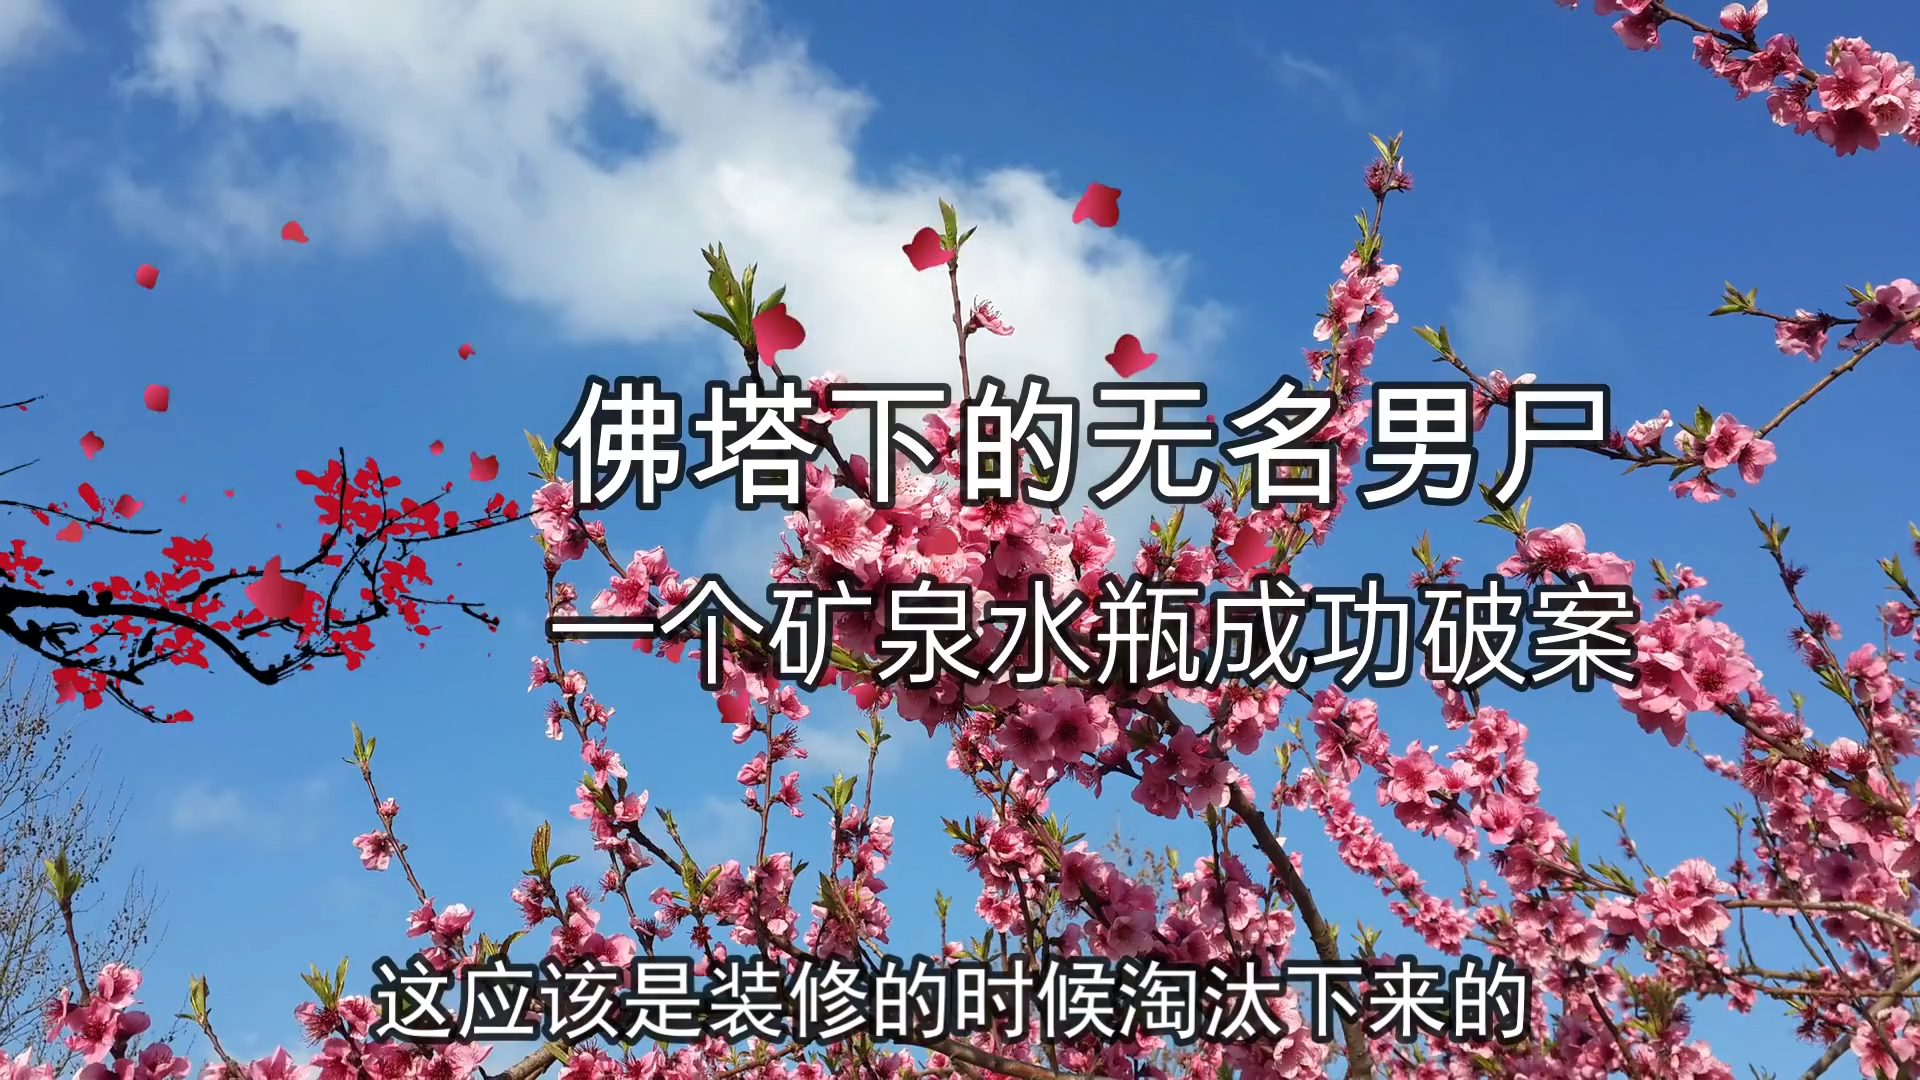 佛塔下的无名男尸
一个矿泉水瓶成功破案
这应该是装修的时候淘汰下来的